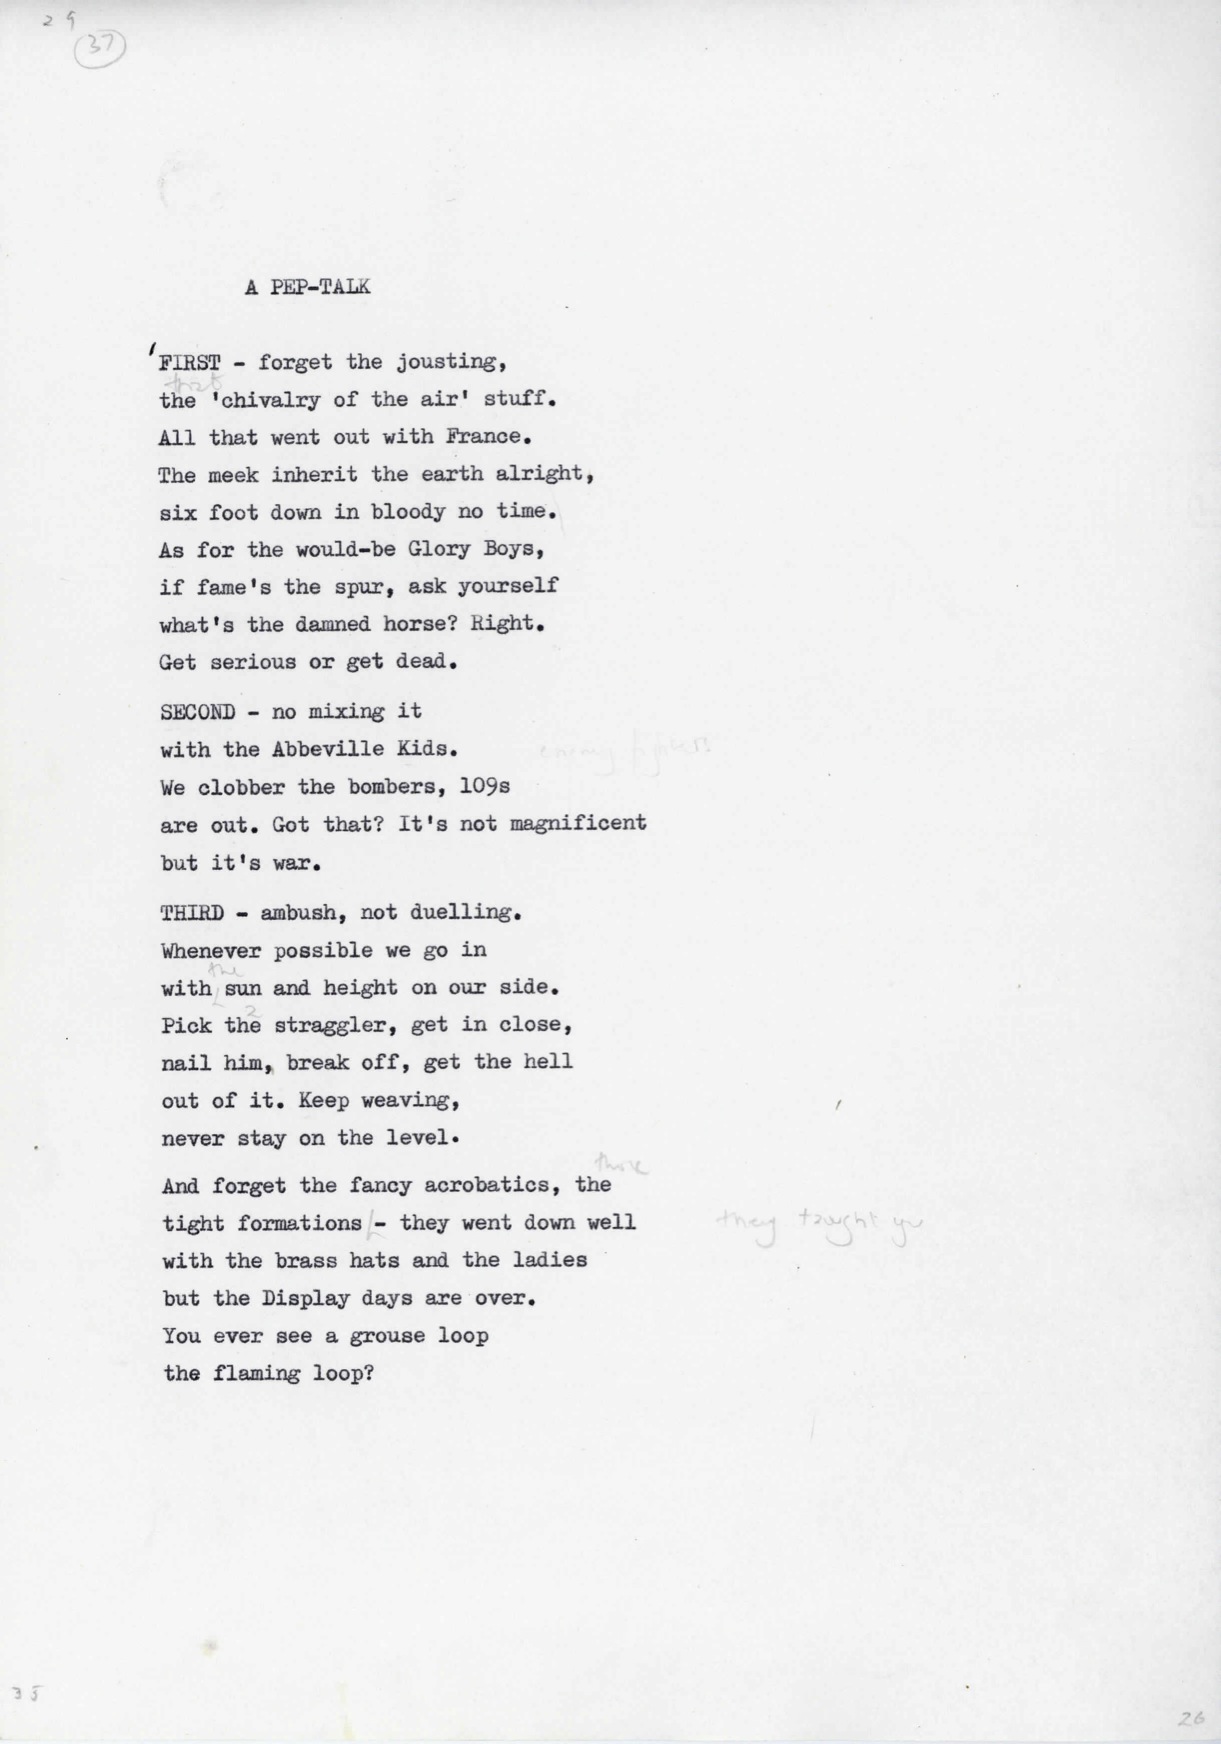 29
37
A PEP-TALK
'FIRST - forget the jousting,
that
the 'chivalry of the air' stuff.
All that went out with France.
The meek inherit the earth alright,
six foot down in bloody no time.
As for the would-be Glory Boys,
if fame's the spur, ask yourself
what's the damned horse? Right.
Get serious or get dead.
SECOND - no mixing it
with the Abbeville Kids. enemy fighters
We clobber the bombers, 109s
are out. Got that? It's not magnificent
but it's war.
THIRD - ambush, not duelling.
Whenever possible we go in
the
with sun and height on our side.
Pick the straggler, get in close,
nail him, break off, get the hell
out of it. Keep weaving,
never stay on the level.
those
And forget the fancy acrobatics, the
tight formations - they went down well they taught you
with the brass hats and the ladies
but the Display days are over.
You ever see a grouse loop
the flaming loop?
35
26